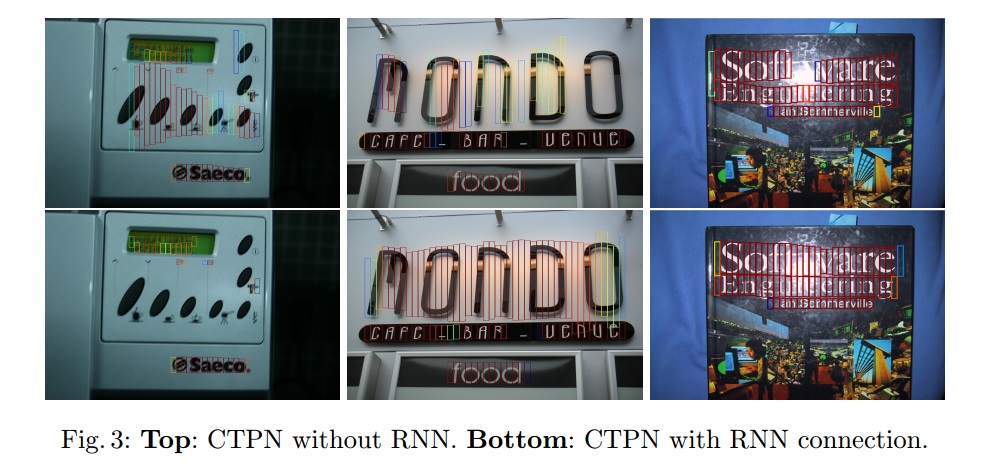 Saeco.
MONDO
CAFE - BAR - VENUE
food
Software
Engineering
Ian Sommerville
Saeco.
MONDO
CAFE - BAR - VENUE
food
Software
Engineering
Ian Sommerville
Fig. 3: Top: CTPN without RNN. Bottom: CTPN with RNN connection.